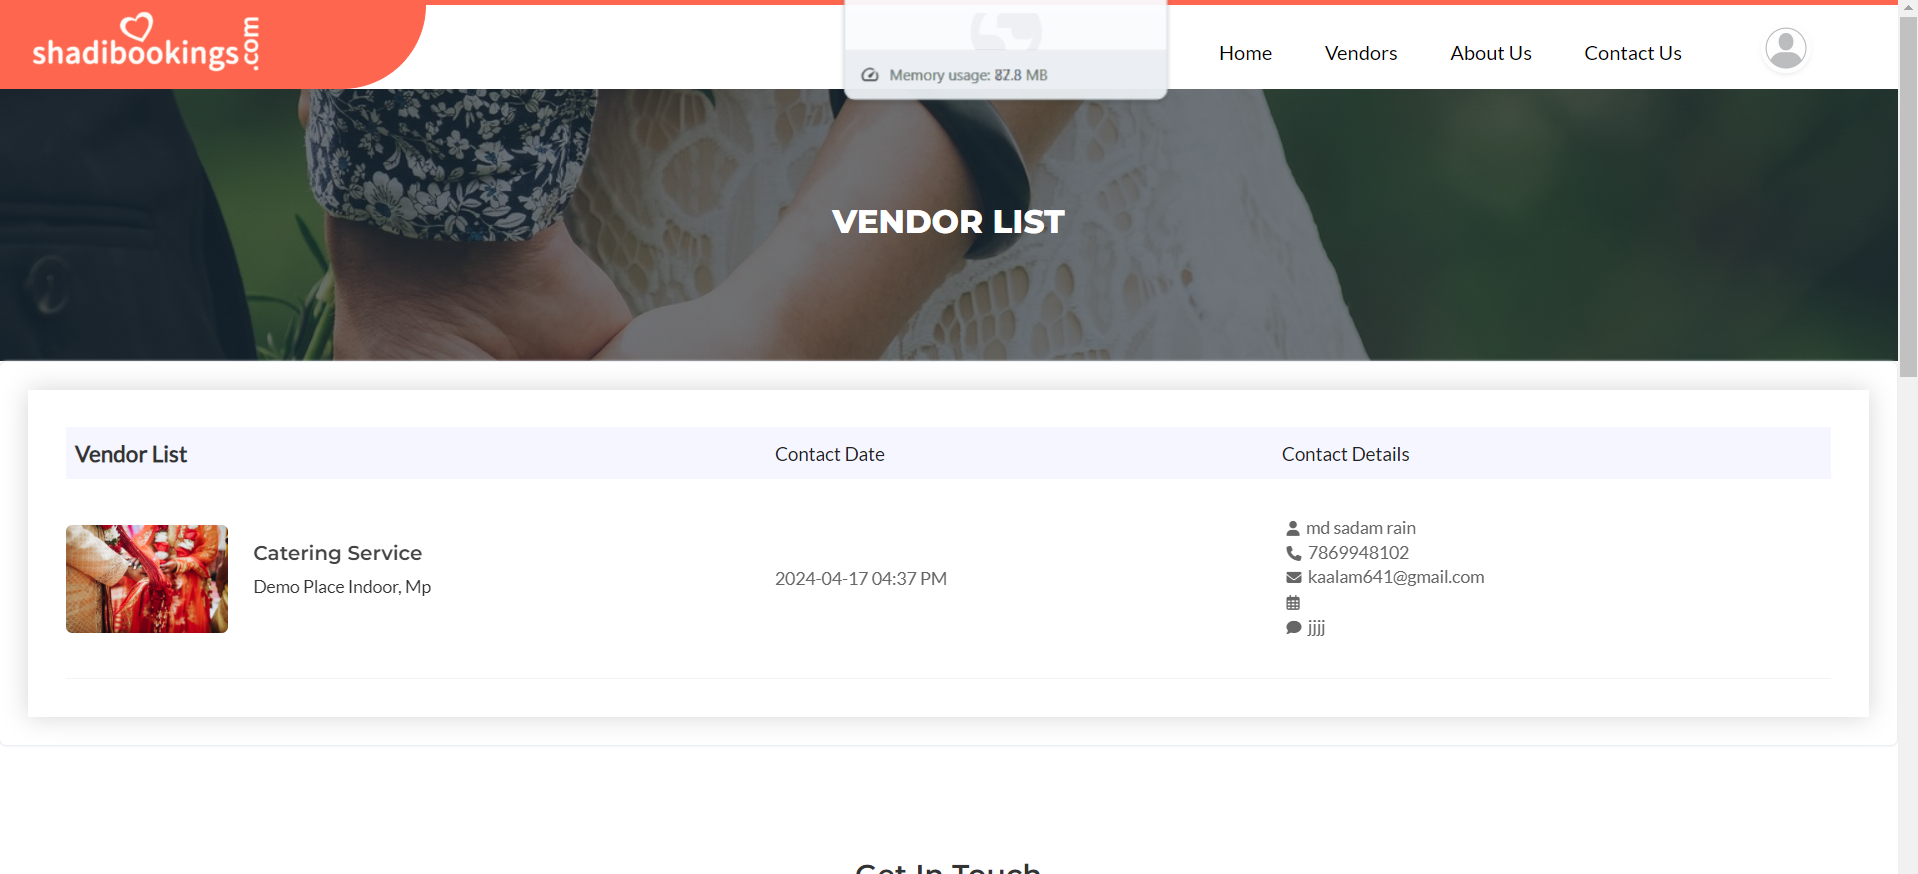 shadibookings.com
Home
Vendors
About Us
Contact Us
Memory usage: MB
VENDOR LIST
Vendor List
Contact Date
Contact Details
Catering Service
Demo Place Indoor, Mp
2024-04-17 04:37 PM
md sadam rain
7869948102
kaalam641@gmail.com
jjjj
Get In Touch